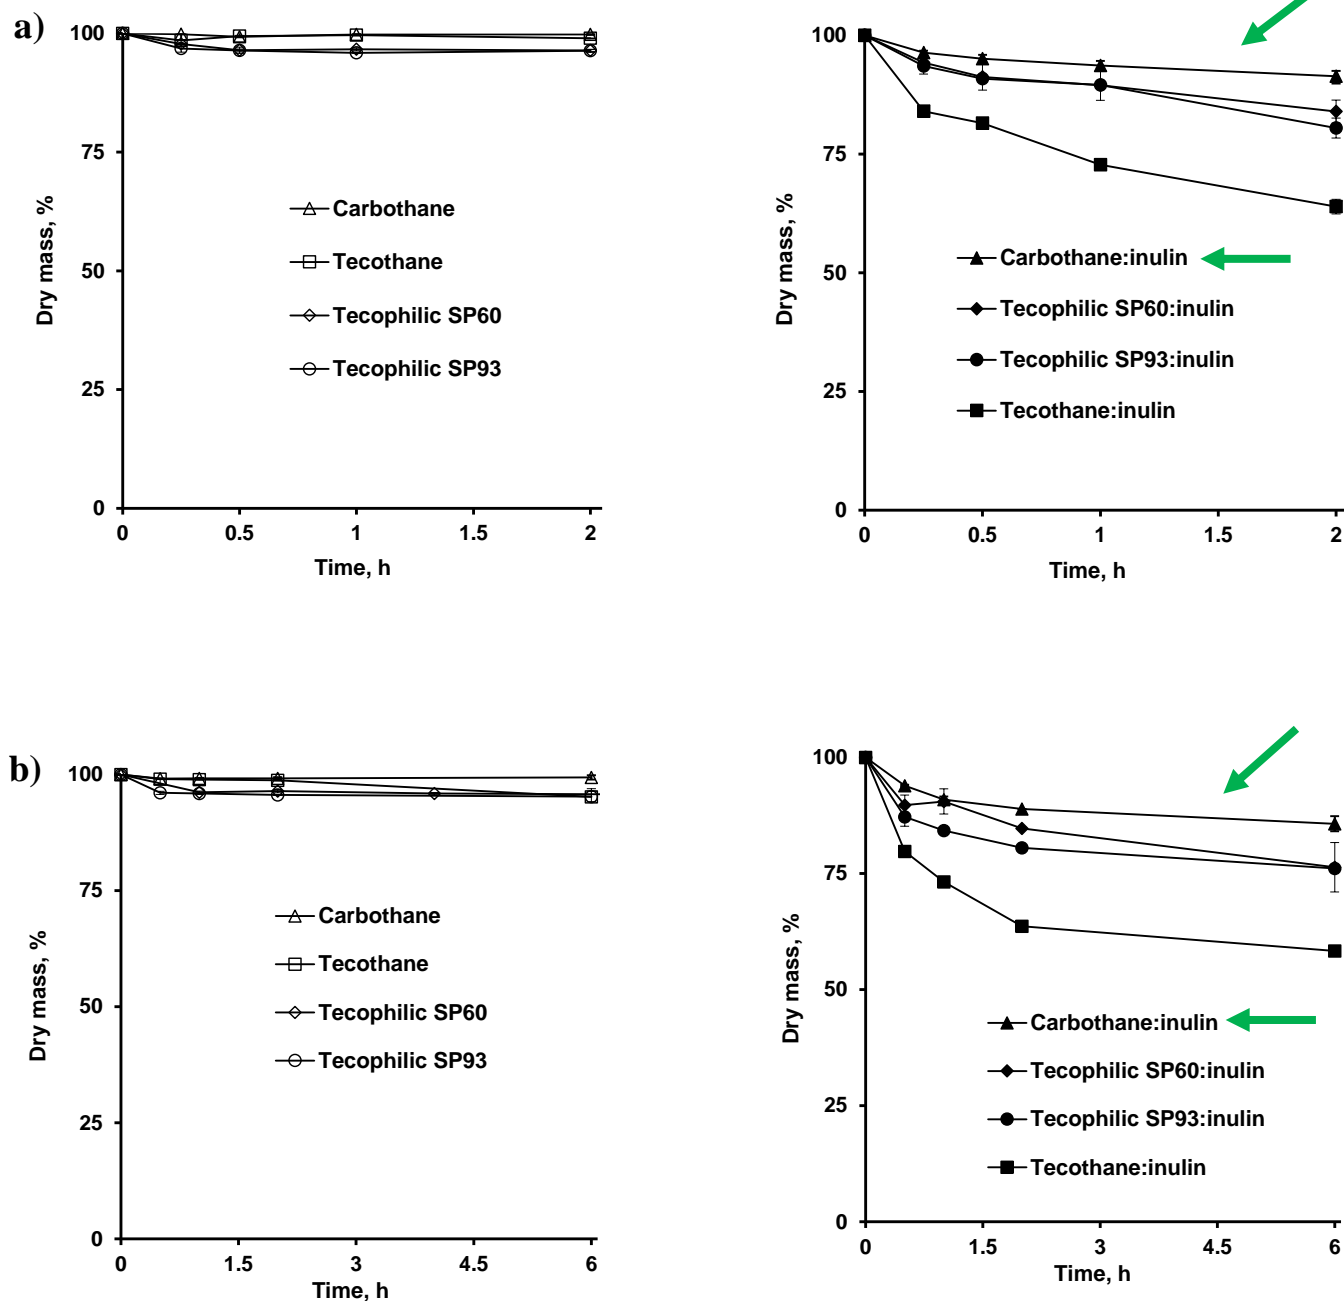 a)
100
75
50
25
0
Dry mass, %
Carbothane
Tecothane
Tecophilic SP60
Tecophilic SP93
0 0.5 1 1.5 2
Time, h
100
75
50
25
0
Dry mass, %
Carbothane:inulin
Tecophilic SP60:inulin
Tecophilic SP93:inulin
Tecothane:inulin
0 0.5 1 1.5 2
Time, h
b)
100
75
50
25
0
Dry mass, %
Carbothane
Tecothane
Tecophilic SP60
Tecophilic SP93
0 1.5 3 4.5 6
Time, h
100
75
50
25
0
Dry mass, %
Carbothane:inulin
Tecophilic SP60:inulin
Tecophilic SP93:inulin
Tecothane:inulin
0 1.5 3 4.5 6
Time, h